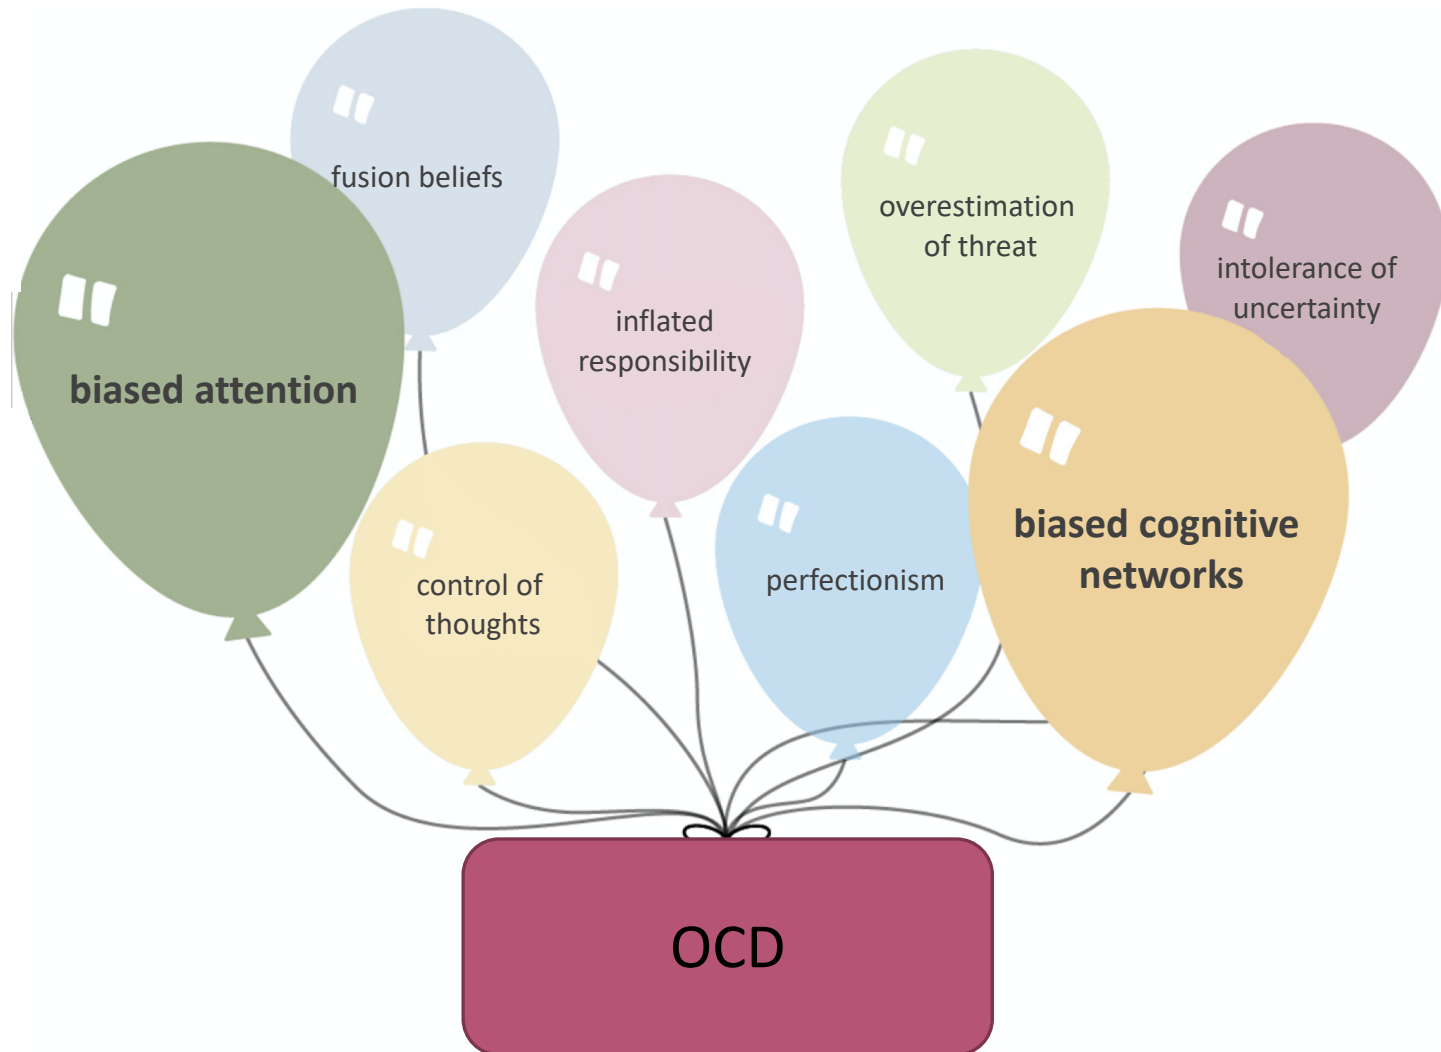 fusion beliefs
overestimation
of threat
intolerance of
uncertainty
inflated
responsibility
biased attention
biased cognitive
networks
control of
thoughts
perfectionism
OCD